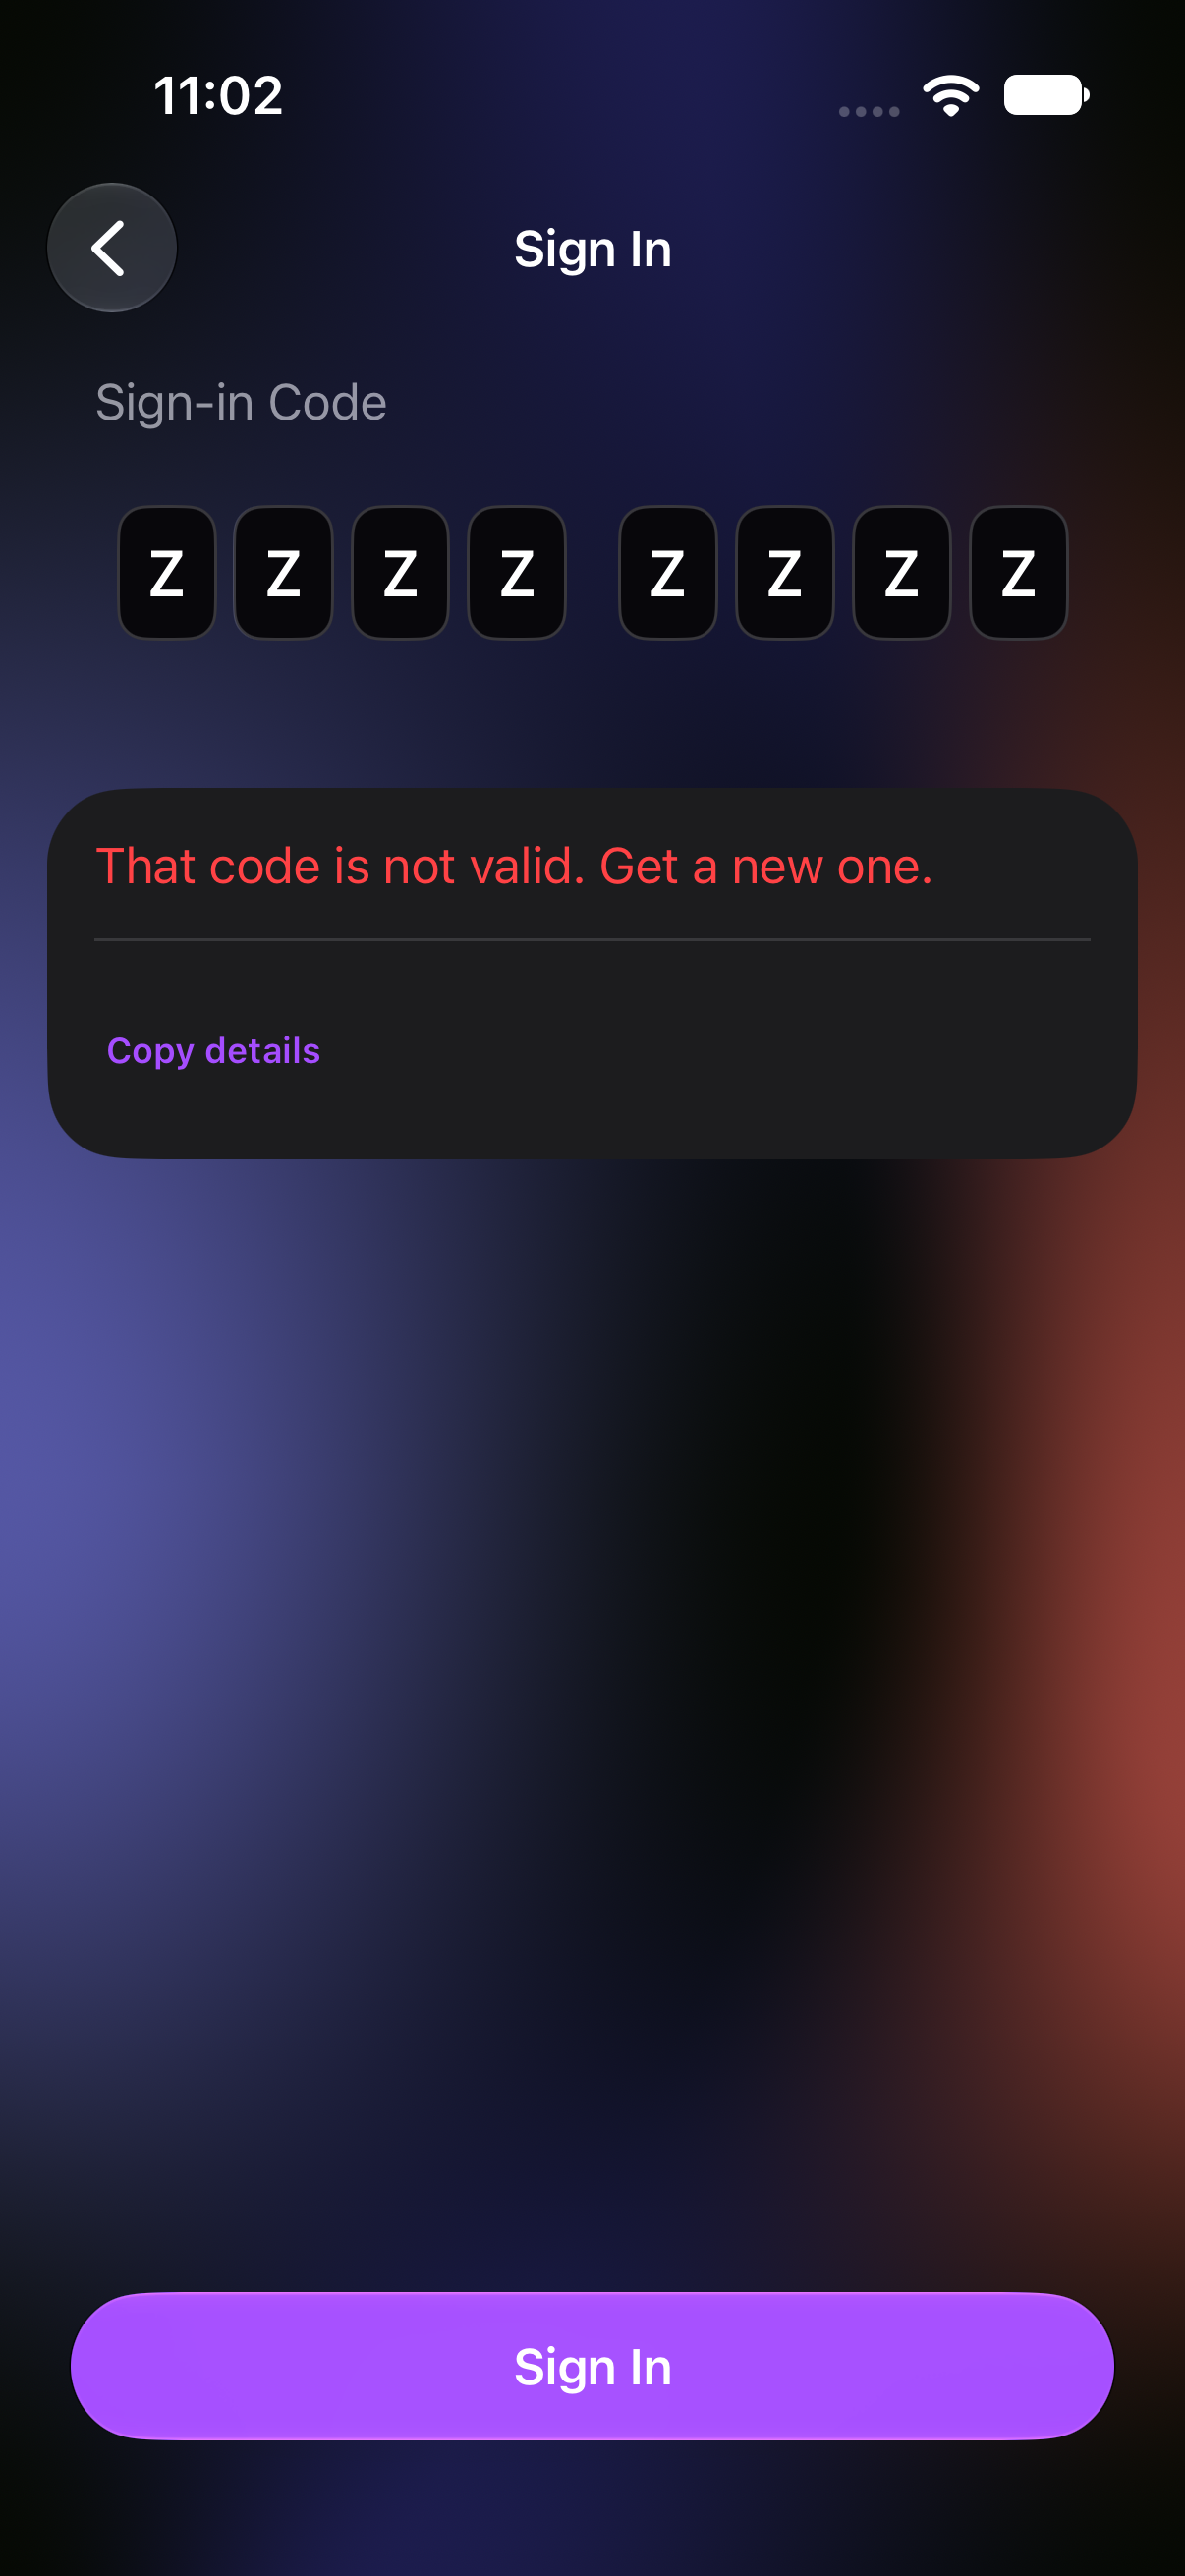 11:02
Sign In
Sign-in Code
Z Z Z Z Z Z Z Z
That code is not valid. Get a new one.
Copy details
Sign In